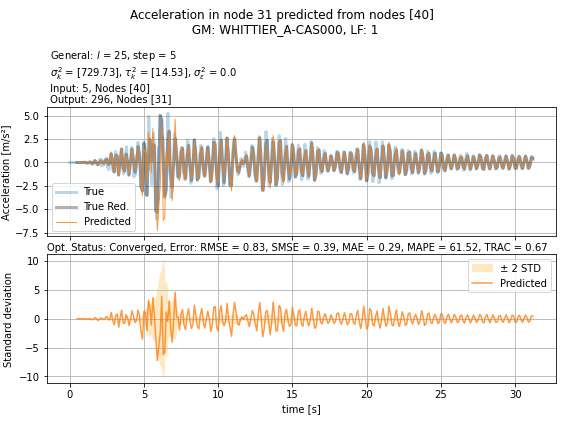 Acceleration in node 31 predicted from nodes [40]
GM: WHITTIER_A-CAS000, LF: 1
General: l = 25, step = 5
σ²ₖ = [729.73], τ²ₖ = [14.53], σ²ε = 0.0
Input: 5, Nodes [40]
Output: 296, Nodes [31]
Acceleration [m/s²]
5.0
2.5
0.0
−2.5
−5.0
−7.5
True
True Red.
Predicted
Opt. Status: Converged, Error: RMSE = 0.83, SMSE = 0.39, MAE = 0.29, MAPE = 61.52, TRAC = 0.67
Standard deviation
10
5
0
−5
−10
± 2 STD
Predicted
0 5 10 15 20 25 30
time [s]